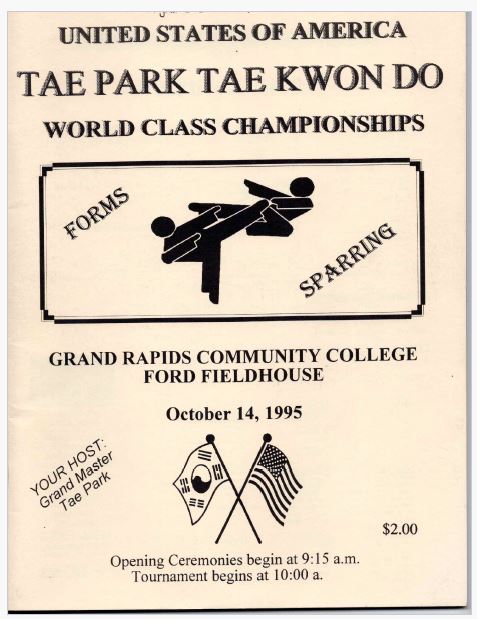 UNITED STATES OF AMERICA
TAE PARK TAE KWON DO
WORLD CLASS CHAMPIONSHIPS
FORMS
SPARRING
GRAND RAPIDS COMMUNITY COLLEGE
FORD FIELDHOUSE
October 14, 1995
YOUR HOST:
Grand Master
Tae Park
$2.00
Opening Ceremonies begin at 9:15 a.m.
Tournament begins at 10:00 a.